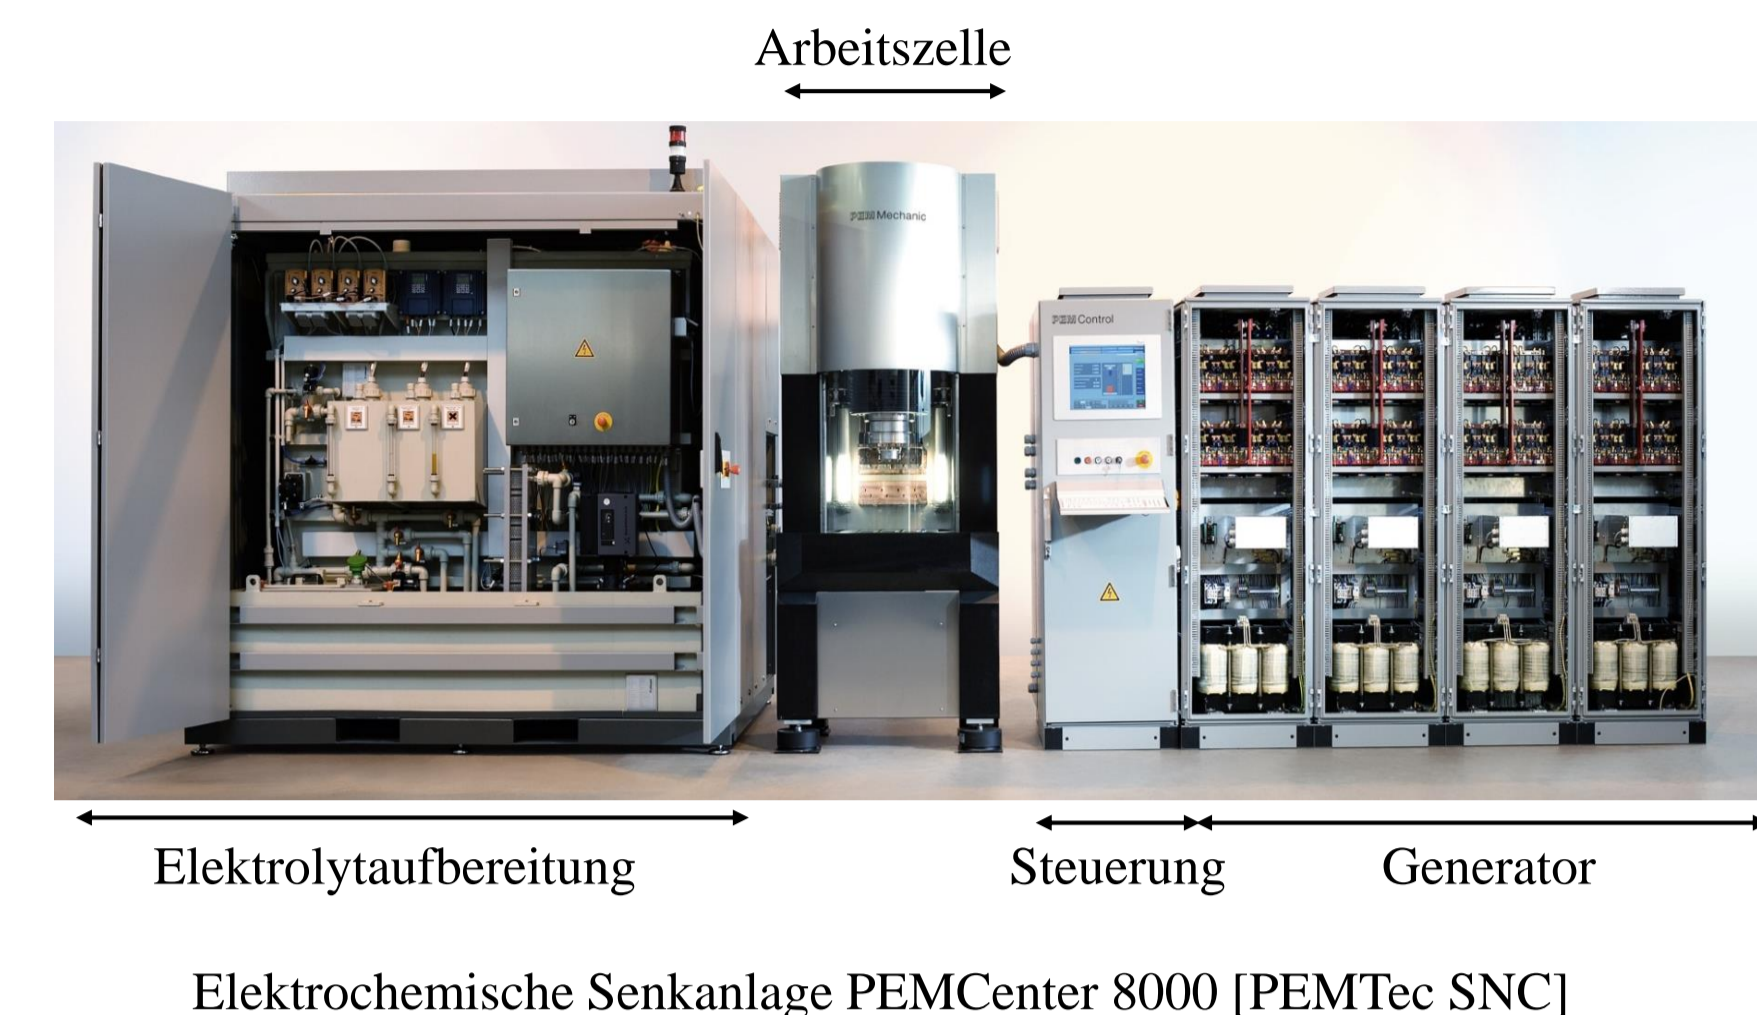 Arbeitszelle
PEM Mechanic
PEM Control
Elektrolytaufbereitung
Steuerung
Generator
Elektrochemische Senkanlage PEMCenter 8000 [PEMTec SNC]